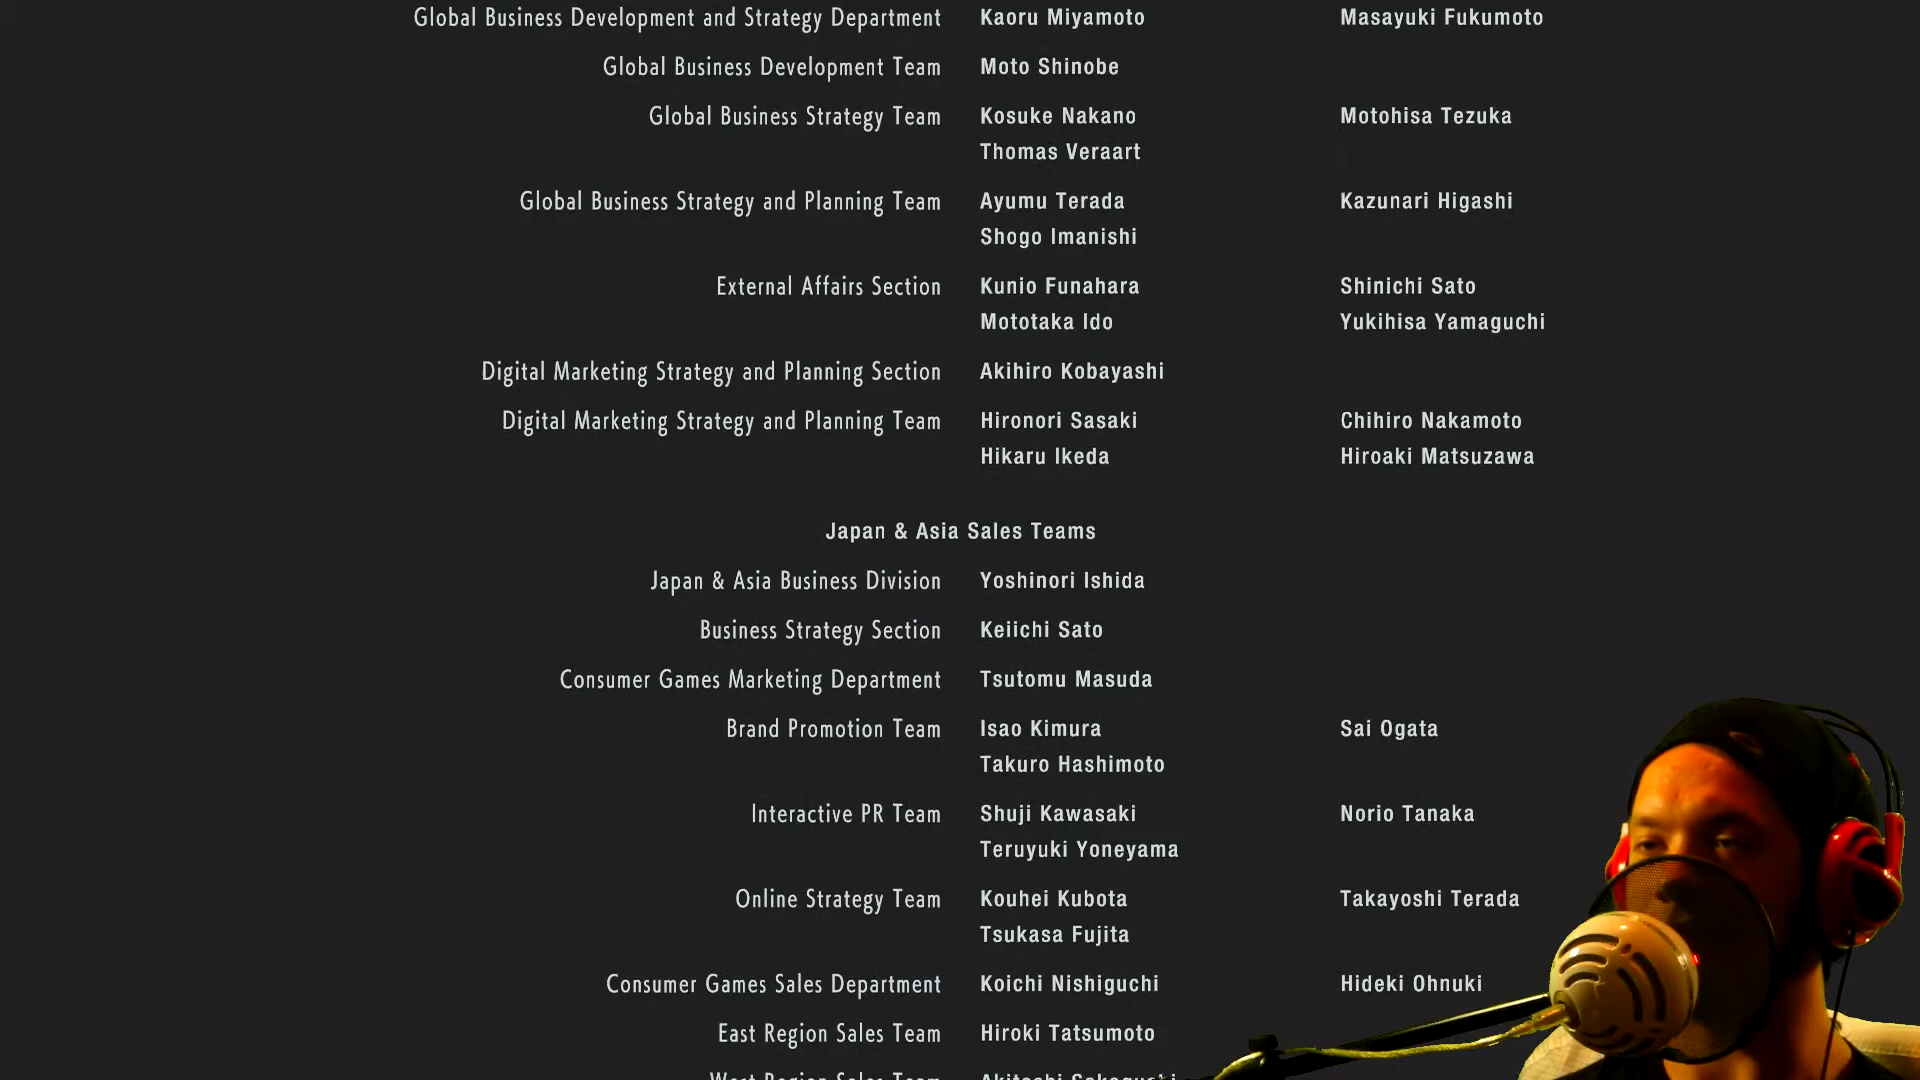 Global Business Development and Strategy Department Kaoru Miyamoto Masayuki Fukumoto
Global Business Development Team Moto Shinobe
Global Business Strategy Team Kosuke Nakano Motohisa Tezuka
Thomas Veraart
Global Business Strategy and Planning Team Ayumu Terada Kazunari Higashi
Shogo Imanishi
External Affairs Section Kunio Funahara Shinichi Sato
Mototaka Ido Yukihisa Yamaguchi
Digital Marketing Strategy and Planning Section Akihiro Kobayashi
Digital Marketing Strategy and Planning Team Hironori Sasaki Chihiro Nakamoto
Hikaru Ikeda Hiroaki Matsuzawa
Japan & Asia Sales Teams
Japan & Asia Business Division Yoshinori Ishida
Business Strategy Section Keiichi Sato
Consumer Games Marketing Department Tsutomu Masuda
Brand Promotion Team Isao Kimura Sai Ogata
Takuro Hashimoto
Interactive PR Team Shuji Kawasaki Norio Tanaka
Teruyuki Yoneyama
Online Strategy Team Kouhei Kubota Takayoshi Terada
Tsukasa Fujita
Consumer Games Sales Department Koichi Nishiguchi Hideki Ohnuki
East Region Sales Team Hiroki Tatsumoto
West Region Sales Team